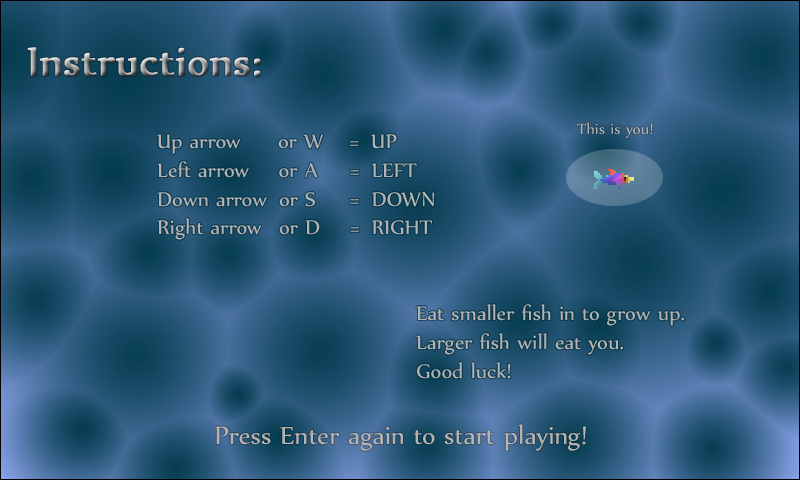 Instructions:
This is you!
Up arrow or W = UP
Left arrow or A = LEFT
Down arrow or S = DOWN
Right arrow or D = RIGHT
Eat smaller fish in to grow up.
Larger fish will eat you.
Good luck!
Press Enter again to start playing!